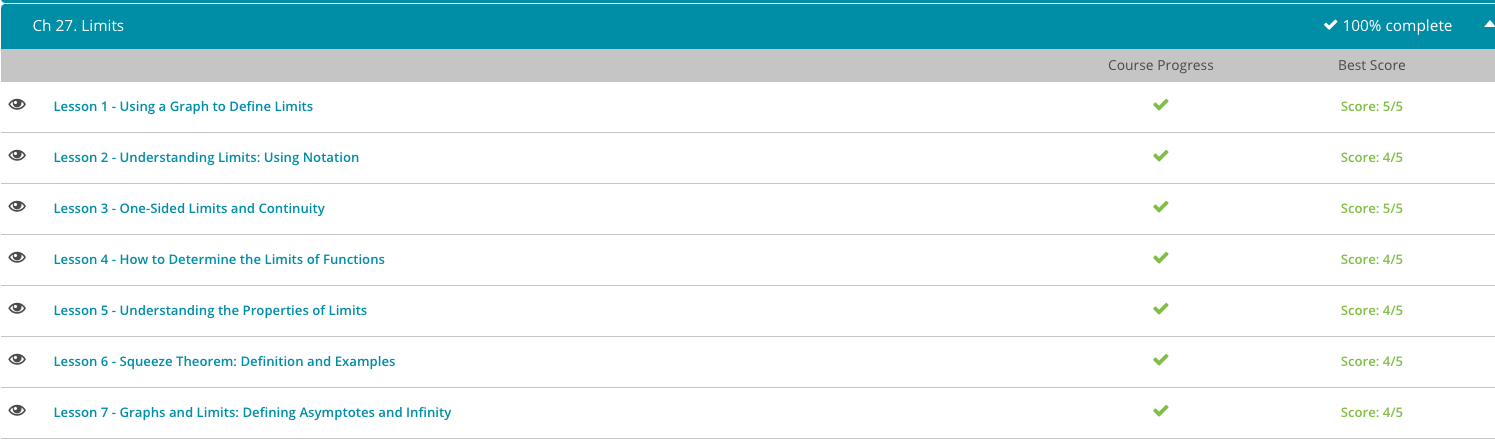 Ch 27. Limits 100% complete
Course Progress Best Score
Lesson 1 - Using a Graph to Define Limits Score: 5/5
Lesson 2 - Understanding Limits: Using Notation Score: 4/5
Lesson 3 - One-Sided Limits and Continuity Score: 5/5
Lesson 4 - How to Determine the Limits of Functions Score: 4/5
Lesson 5 - Understanding the Properties of Limits Score: 4/5
Lesson 6 - Squeeze Theorem: Definition and Examples Score: 4/5
Lesson 7 - Graphs and Limits: Defining Asymptotes and Infinity Score: 4/5